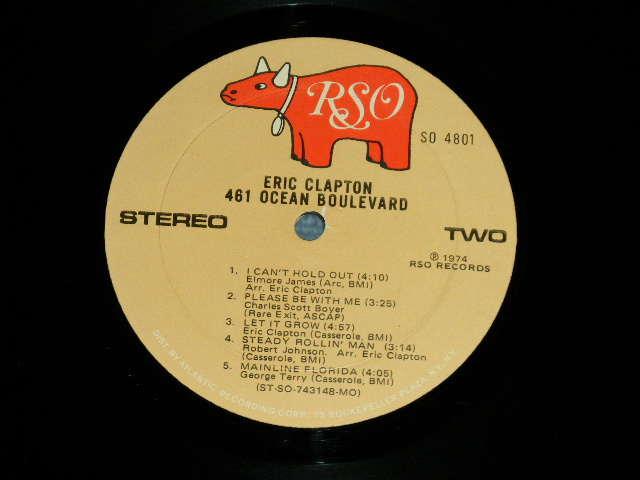 RSO
SO 4801
ERIC CLAPTON
461 OCEAN BOULEVARD
STEREO
TWO
℗ 1974
RSO RECORDS
1. I CAN'T HOLD OUT (4:10)
Elmore James (Arc, BMI)
Arr. Eric Clapton
2. PLEASE BE WITH ME (3:25)
Charles Scott Boyer
(Rare Exit, ASCAP)
3. LET IT GROW (4:57)
Eric Clapton (Casserole, BMI)
4. STEADY ROLLIN' MAN (3:14)
Robert Johnson. Arr. Eric Clapton
(Casserole, BMI)
5. MAINLINE FLORIDA (4:05)
George Terry (Casserole, BMI)
(ST-SO-743148-MO)
DIST. BY ATLANTIC RECORDING CORP. 75 ROCKEFELLER PLAZA, N.Y., N.Y.